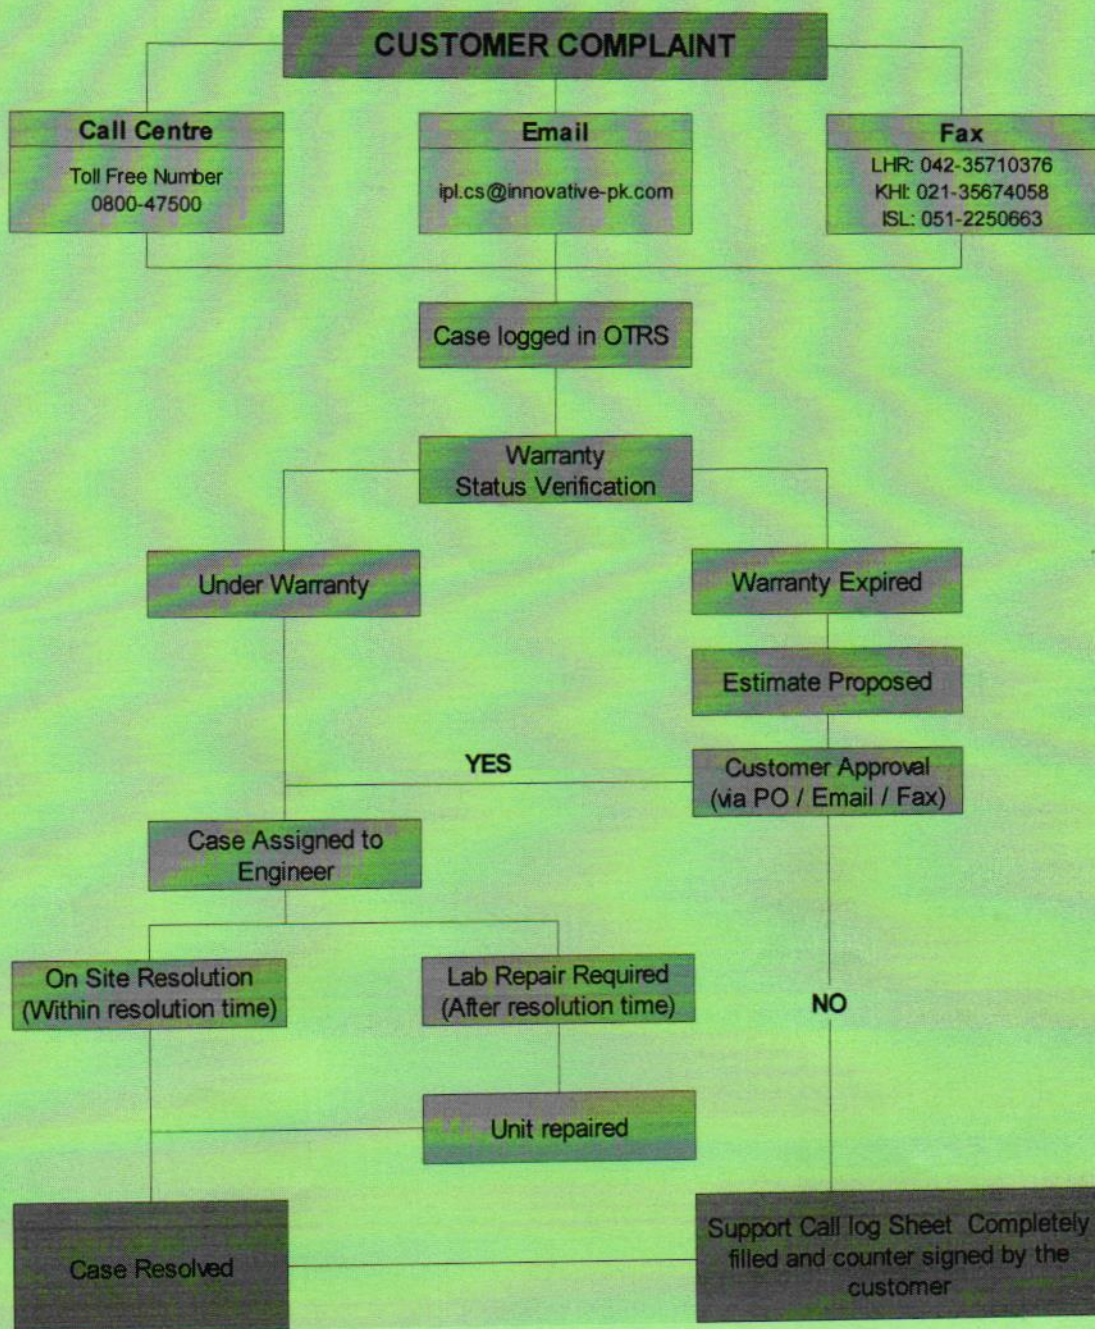 CUSTOMER COMPLAINT
Call Centre
Toll Free Number
0800-47500
Email
ipl.cs@innovative-pk.com
Fax
LHR: 042-35710376
KHI: 021-35674058
ISL: 051-2250663
Case logged in OTRS
Warranty
Status Verification
Under Warranty
Warranty Expired
Estimate Proposed
YES
Customer Approval
(via PO / Email / Fax)
Case Assigned to
Engineer
On Site Resolution
(Within resolution time)
Lab Repair Required
(After resolution time)
NO
Unit repaired
Case Resolved
Support Call log Sheet Completely
filled and counter signed by the
customer